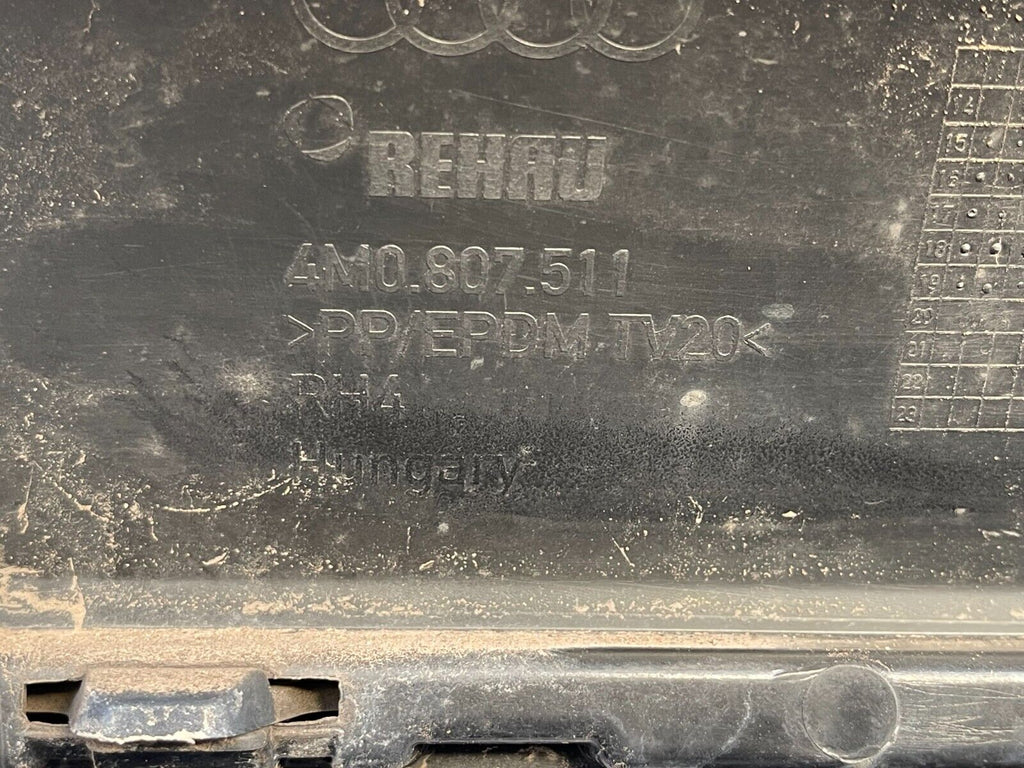 REHAU
4M0.807.511
>PP/EPDM TV20<
RH4
Hungary
14
15
16
17
18
19
20
21
22
23